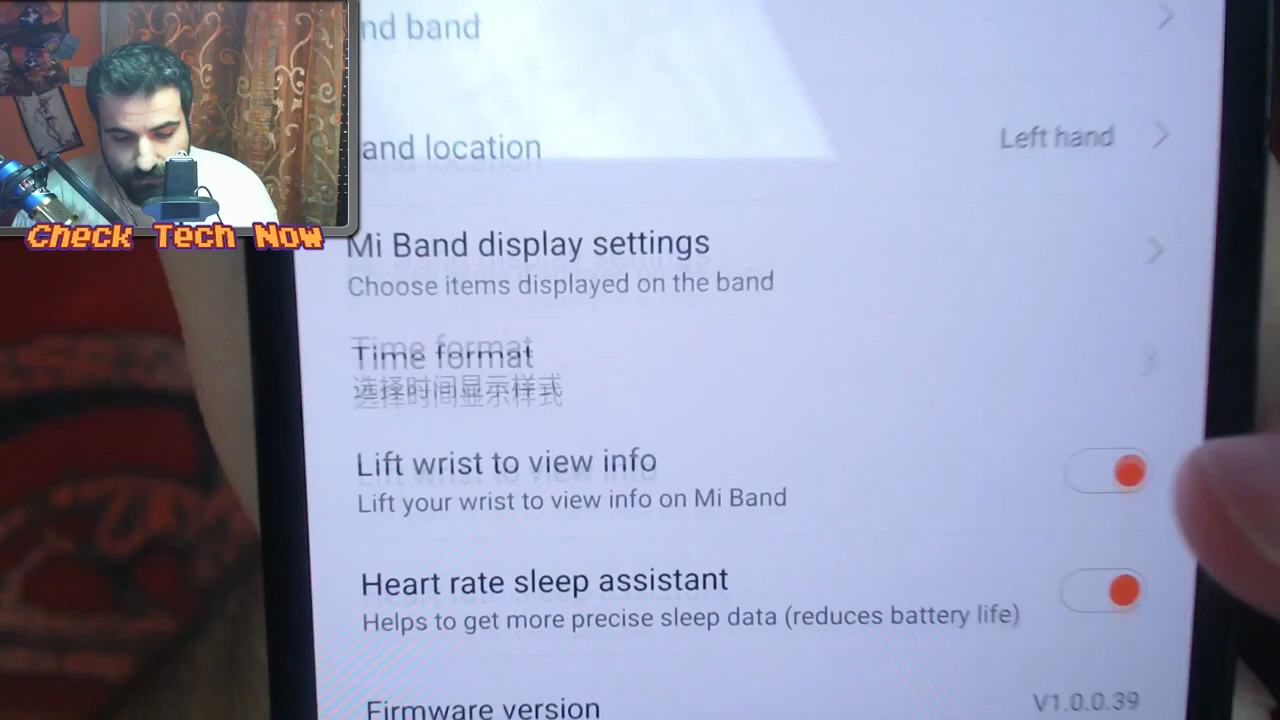 nd band
and location
Left hand
Check Tech Now
Mi Band display settings
Choose items displayed on the band
Time format
选择时间显示样式
Lift wrist to view info
Lift your wrist to view info on Mi Band
Heart rate sleep assistant
Helps to get more precise sleep data (reduces battery life)
Firmware version
V1.0.0.39